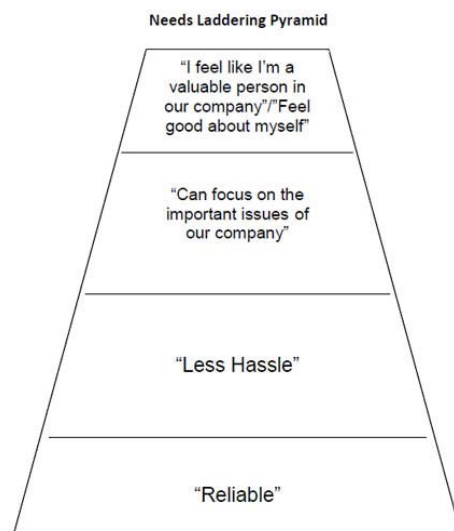 Needs Laddering Pyramid
“I feel like I’m a
valuable person in
our company”/”Feel
good about myself”
“Can focus on the
important issues of
our company”
“Less Hassle”
“Reliable”